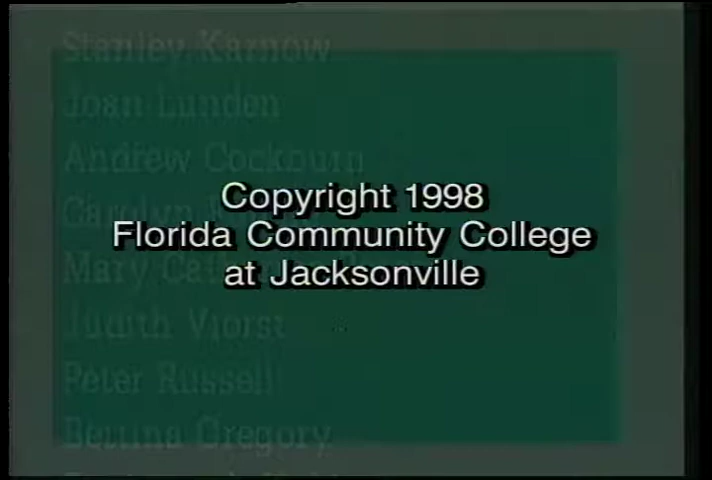 Stanley Karnow
Joan Lunden
Andrew Cockburn
Copyright 1998
Florida Community College
at Jacksonville
Judith Viorst
Peter Russell
Bettina Gregory